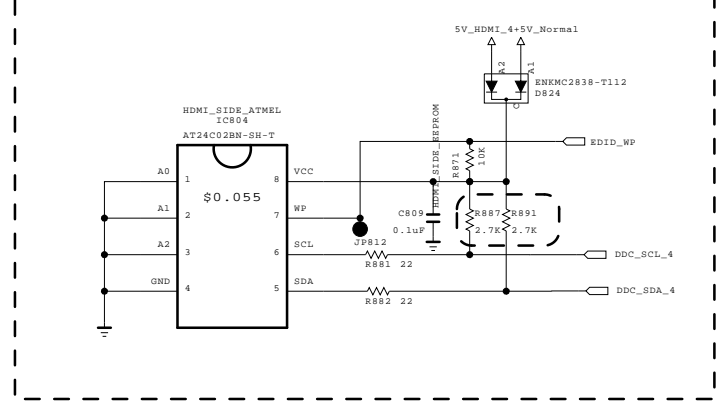 5V_HDMI_4+5V_Normal
A2
A1
ENKMC2838-T112
D824
C
HDMI_SIDE_ATMEL
IC804
AT24C02BN-SH-T
HDMI_SIDE_EEPROM
EDID_WP
R871
10K
A0
1
8
VCC
$0.055
A1
2
7
WP
C809
0.1uF
R887
2.7K
R891
2.7K
JP812
A2
3
6
SCL
R881 22
DDC_SCL_4
GND
4
5
SDA
R882 22
DDC_SDA_4